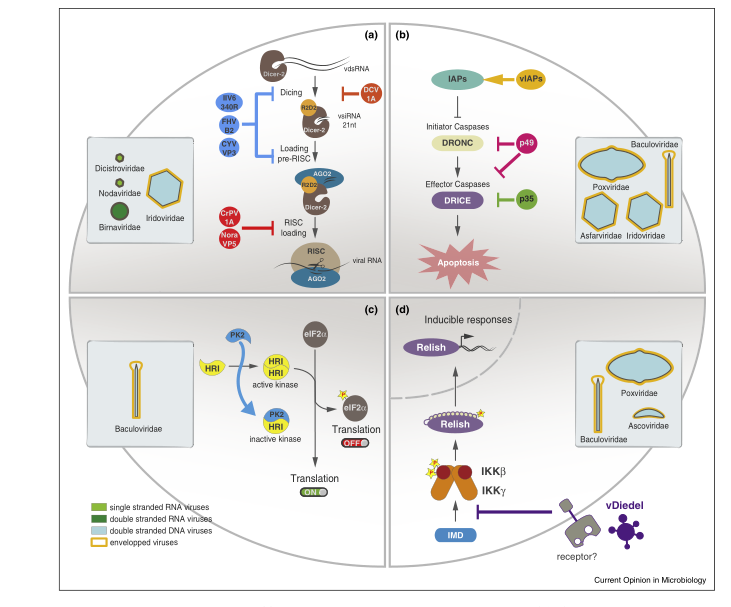 (a)
Dicer-2
vdsRNA
IIV6
340R
Dicing
DCV
1A
R2D2
vsiRNA
21nt
Dicer-2
FHV
B2
CYV
VP3
Loading
pre-RISC
AGO2
R2D2
Dicer-2
CrPV
1A
Nora
VP5
RISC
loading
RISC
viral RNA
AGO2
Dicistroviridae
Nodaviridae
Birnaviridae
Iridoviridae
(b)
IAPs
vIAPs
Initiator Caspases
DRONC
p49
Effector Caspases
DRICE
p35
Apoptosis
Baculoviridae
Poxviridae
Asfarviridae
Iridoviridae
(c)
PK2
eIF2α
HRI
HRI
HRI
active kinase
PK2
HRI
inactive kinase
P
eIF2α
Translation
OFF
Translation
ON
Baculoviridae
single stranded RNA viruses
double stranded RNA viruses
double stranded DNA viruses
envelopped viruses
(d)
Inducible responses
Relish
P
Relish
P
P
IKKβ
IKKγ
IMD
vDiedel
receptor?
Poxviridae
Ascoviridae
Baculoviridae
Current Opinion in Microbiology